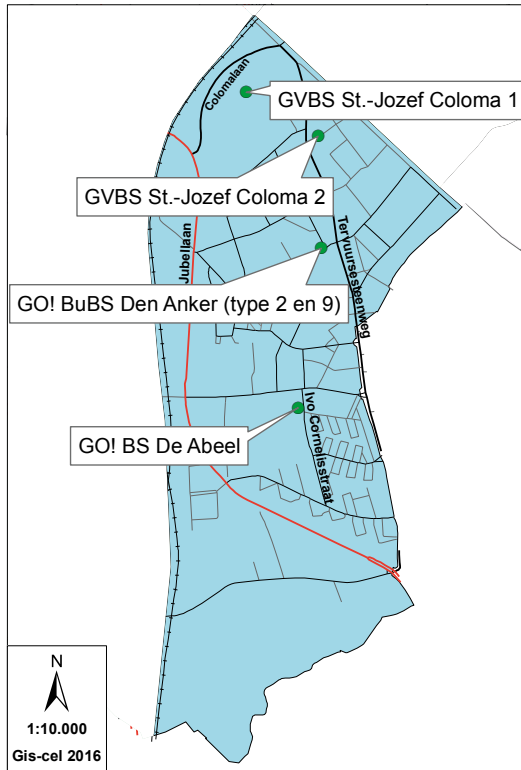 Colomalaan
GVBS St.-Jozef Coloma 1
GVBS St.-Jozef Coloma 2
Jubellaan
Tervuursesteenweg
GO! BuBS Den Anker (type 2 en 9)
GO! BS De Abeel
Ivo Cornelisstraat
N
1:10.000
Gis-cel 2016